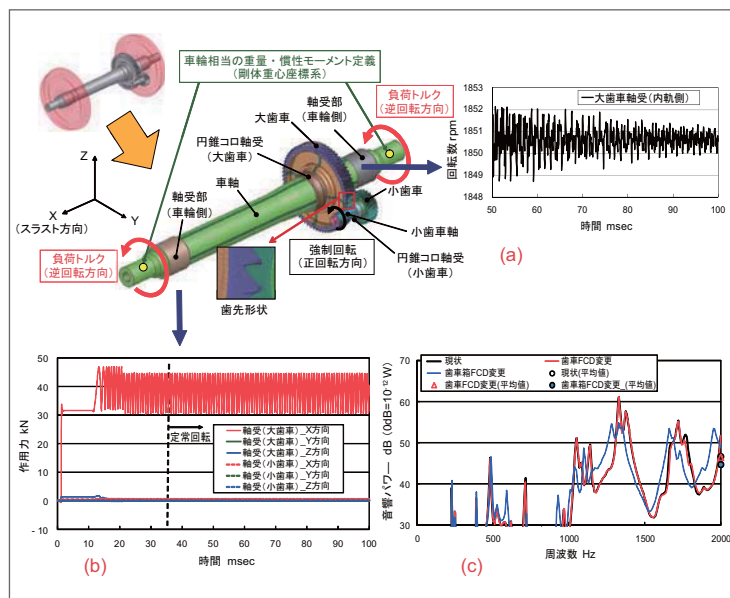 車輪相当の重量・慣性モーメント定義
(剛体重心座標系)
大歯車
軸受部
(車輪側)
負荷トルク
(逆回転方向)
円錐コロ軸受
(大歯車)
車軸
軸受部
(車輪側)
小歯車
小歯車軸
円錐コロ軸受
(小歯車)
強制回転
(正回転方向)
歯先形状
負荷トルク
(逆回転方向)
Z
X
(スラスト方向)
Y
回転数 rpm
1853
1852
1851
1850
1849
1848
大歯車軸受(内軌側)
50 60 70 80 90 100
時間 msec
(a)
作用力 kN
50
40
30
20
10
0
-10
定常回転
軸受(大歯車)_X方向
軸受(大歯車)_Y方向
軸受(大歯車)_Z方向
軸受(小歯車)_X方向
軸受(小歯車)_Y方向
軸受(小歯車)_Z方向
0 10 20 30 40 50 60 70 80 90 100
時間 msec
(b)
音響パワー dB (0dB=10⁻¹² W)
70
60
50
40
30
現状
歯車FCD変更
歯車箱FCD変更
現状(平均値)
歯車FCD変更(平均値)
歯車箱FCD変更_(平均値)
0 500 1000 1500 2000
周波数 Hz
(c)